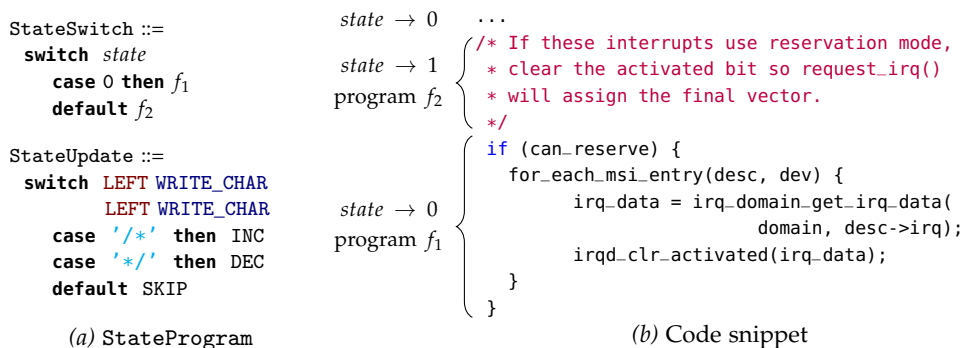 StateSwitch ::=
switch state
case 0 then f1
default f2
StateUpdate ::=
switch LEFT WRITE_CHAR
LEFT WRITE_CHAR
case '/*' then INC
case '*/' then DEC
default SKIP
(a) StateProgram
state → 0
state → 1
program f2
state → 0
program f1
...
/* If these interrupts use reservation mode,
* clear the activated bit so request_irq()
* will assign the final vector.
*/
if (can_reserve) {
for_each_msi_entry(desc, dev) {
irq_data = irq_domain_get_irq_data(
domain, desc->irq);
irqd_clr_activated(irq_data);
}
}
(b) Code snippet